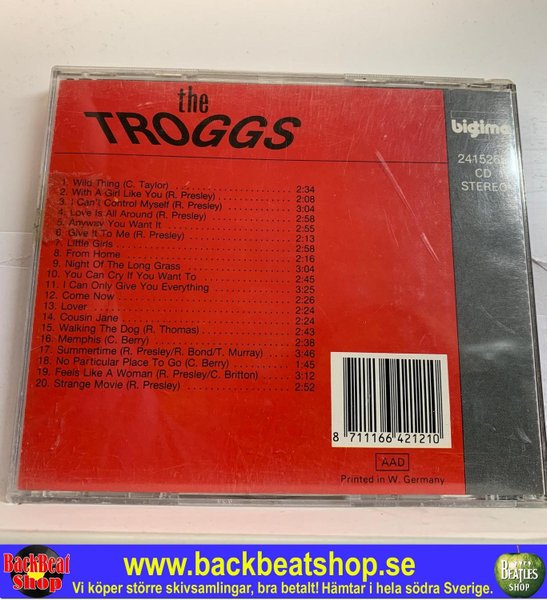 the
TROGGS
1. Wild Thing (C. Taylor) 2:34
2. With A Girl Like You (R. Presley) 2:08
3. I Can't Control Myself (R. Presley) 3:04
4. Love Is All Around (R. Presley) 2:58
5. Anyway You Want It 2:55
6. Give It To Me (R. Presley) 2:13
7. Little Girls 2:58
8. From Home 2:16
9. Night Of The Long Grass 3:04
10. You Can Cry If You Want To 2:45
11. I Can Only Give You Everything 3:25
12. Come Now 2:26
13. Lover 2:24
14. Cousin Jane 2:24
15. Walking The Dog (R. Thomas) 2:43
16. Memphis (C. Berry) 2:38
17. Summertime (R. Presley/R. Bond/T. Murray) 3:46
18. No Particular Place To Go (C. Berry) 1:45
19. Feels Like A Woman (R. Presley/C. Britton) 3:12
20. Strange Movie (R. Presley) 2:52
bigtime
CD
STEREO
8 711166 421210
AAD
Printed in W. Germany
BackBeat
Shop
www.backbeatshop.se
Vi köper större skivsamlingar, bra betalt! Hämtar i hela södra Sverige.
BEATLES
SHOP